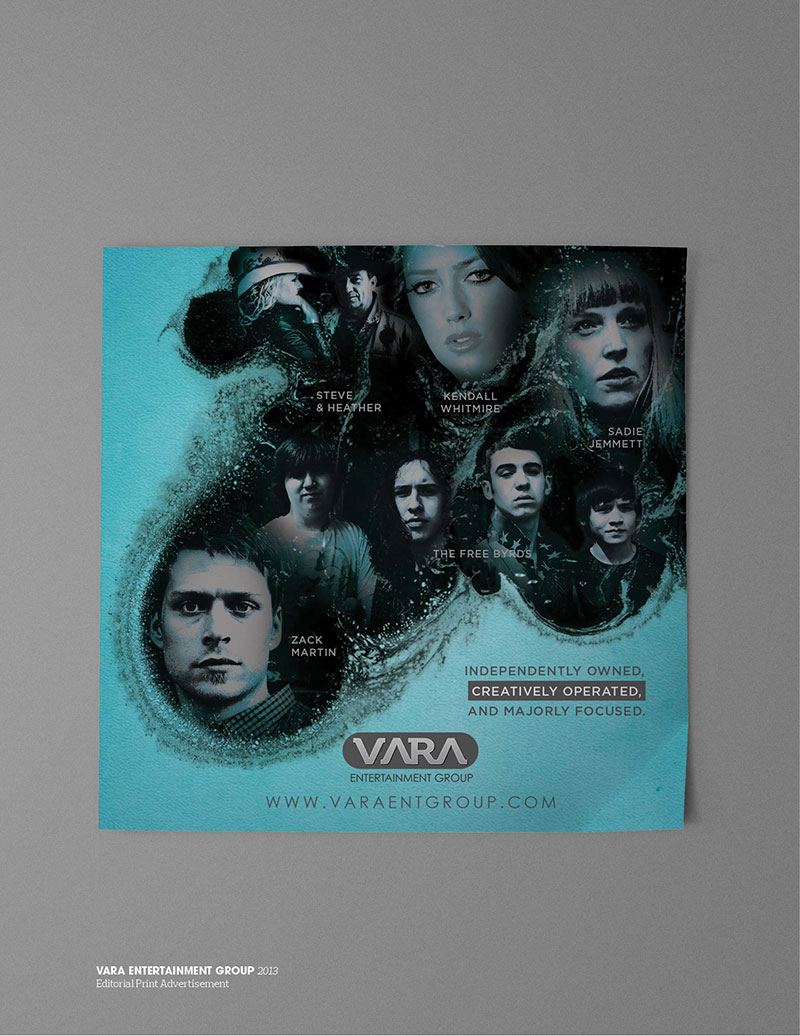 STEVE
& HEATHER
KENDALL
WHITMIRE
SADIE
JEMMETT
THE FREE BYRDS
ZACK
MARTIN
INDEPENDENTLY OWNED,
CREATIVELY OPERATED,
AND MAJORLY FOCUSED.
VARA
ENTERTAINMENT GROUP
WWW.VARAENTGROUP.COM
VARA ENTERTAINMENT GROUP 2013
Editorial Print Advertisement